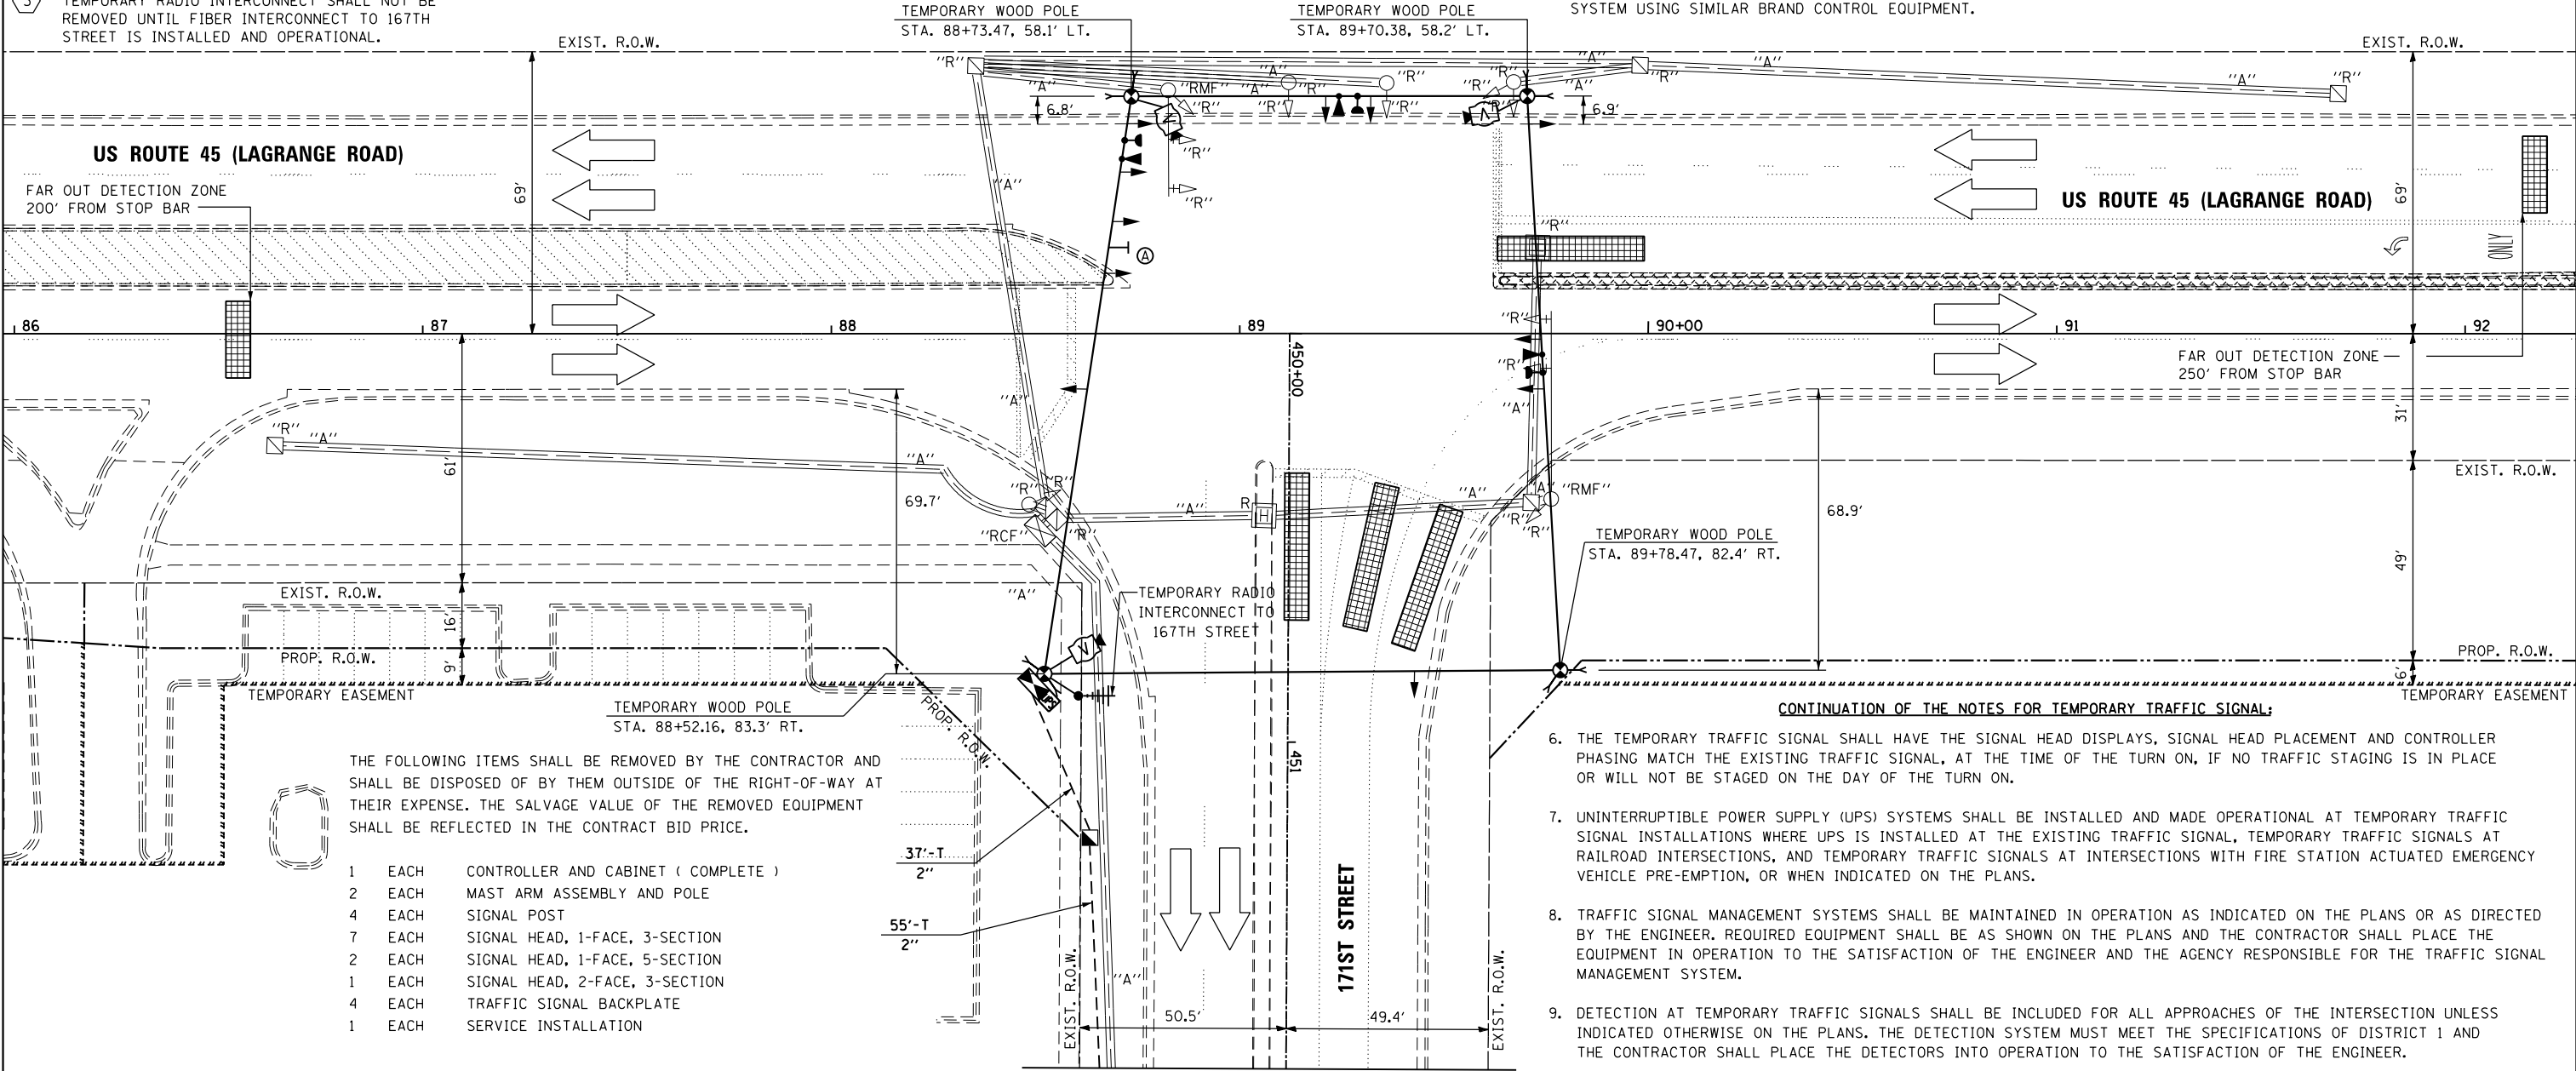 3
TEMPORARY RADIO INTERCONNECT SHALL NOT BE
REMOVED UNTIL FIBER INTERCONNECT TO 167TH
STREET IS INSTALLED AND OPERATIONAL.
TEMPORARY WOOD POLE
STA. 88+73.47, 58.1' LT.
TEMPORARY WOOD POLE
STA. 89+70.38, 58.2' LT.
SYSTEM USING SIMILAR BRAND CONTROL EQUIPMENT.
EXIST. R.O.W.
EXIST. R.O.W.
"R"
"A"
"RMF"
"A"
"A"
"R"
"R"
"R"
"A"
"A"
"R"
"A"
"A"
"R"
6.8'
"R"
"R"
"R"
"R"
6.9'
US ROUTE 45 (LAGRANGE ROAD)
"R"
"R"
"A"
69'
FAR OUT DETECTION ZONE
200' FROM STOP BAR
US ROUTE 45 (LAGRANGE ROAD)
69'
"R"
A
ONLY
86
87
88
89
90+00
91
92
"R"
"R"
"A"
"A"
450+00
FAR OUT DETECTION ZONE
250' FROM STOP BAR
31'
"R"
"A"
61'
"A"
69.7'
"R"
"R"
"R"
"RCF"
"A"
R
H
"A"
A
"RMF"
"R"
"R"
68.9'
EXIST. R.O.W.
TEMPORARY WOOD POLE
STA. 89+78.47, 82.4' RT.
49'
EXIST. R.O.W.
"A"
16'
TEMPORARY RADIO
INTERCONNECT TO
167TH STREET
PROP. R.O.W.
9'
TEMPORARY EASEMENT
PROP. R.O.W.
6'
TEMPORARY EASEMENT
TEMPORARY WOOD POLE
STA. 88+52.16, 83.3' RT.
PROP. R.O.W.
451
THE FOLLOWING ITEMS SHALL BE REMOVED BY THE CONTRACTOR AND
SHALL BE DISPOSED OF BY THEM OUTSIDE OF THE RIGHT-OF-WAY AT
THEIR EXPENSE. THE SALVAGE VALUE OF THE REMOVED EQUIPMENT
SHALL BE REFLECTED IN THE CONTRACT BID PRICE.
1 EACH CONTROLLER AND CABINET ( COMPLETE )
2 EACH MAST ARM ASSEMBLY AND POLE
4 EACH SIGNAL POST
7 EACH SIGNAL HEAD, 1-FACE, 3-SECTION
2 EACH SIGNAL HEAD, 1-FACE, 5-SECTION
1 EACH SIGNAL HEAD, 2-FACE, 3-SECTION
4 EACH TRAFFIC SIGNAL BACKPLATE
1 EACH SERVICE INSTALLATION
37'-T
2"
55'-T
2"
"A"
EXIST. R.O.W.
50.5'
49.4'
171ST STREET
EXIST. R.O.W.
CONTINUATION OF THE NOTES FOR TEMPORARY TRAFFIC SIGNAL:
6. THE TEMPORARY TRAFFIC SIGNAL SHALL HAVE THE SIGNAL HEAD DISPLAYS, SIGNAL HEAD PLACEMENT AND CONTROLLER
PHASING MATCH THE EXISTING TRAFFIC SIGNAL, AT THE TIME OF THE TURN ON, IF NO TRAFFIC STAGING IS IN PLACE
OR WILL NOT BE STAGED ON THE DAY OF THE TURN ON.
7. UNINTERRUPTIBLE POWER SUPPLY (UPS) SYSTEMS SHALL BE INSTALLED AND MADE OPERATIONAL AT TEMPORARY TRAFFIC
SIGNAL INSTALLATIONS WHERE UPS IS INSTALLED AT THE EXISTING TRAFFIC SIGNAL, TEMPORARY TRAFFIC SIGNALS AT
RAILROAD INTERSECTIONS, AND TEMPORARY TRAFFIC SIGNALS AT INTERSECTIONS WITH FIRE STATION ACTUATED EMERGENCY
VEHICLE PRE-EMPTION, OR WHEN INDICATED ON THE PLANS.
8. TRAFFIC SIGNAL MANAGEMENT SYSTEMS SHALL BE MAINTAINED IN OPERATION AS INDICATED ON THE PLANS OR AS DIRECTED
BY THE ENGINEER. REQUIRED EQUIPMENT SHALL BE AS SHOWN ON THE PLANS AND THE CONTRACTOR SHALL PLACE THE
EQUIPMENT IN OPERATION TO THE SATISFACTION OF THE ENGINEER AND THE AGENCY RESPONSIBLE FOR THE TRAFFIC SIGNAL
MANAGEMENT SYSTEM.
9. DETECTION AT TEMPORARY TRAFFIC SIGNALS SHALL BE INCLUDED FOR ALL APPROACHES OF THE INTERSECTION UNLESS
INDICATED OTHERWISE ON THE PLANS. THE DETECTION SYSTEM MUST MEET THE SPECIFICATIONS OF DISTRICT 1 AND
THE CONTRACTOR SHALL PLACE THE DETECTORS INTO OPERATION TO THE SATISFACTION OF THE ENGINEER.